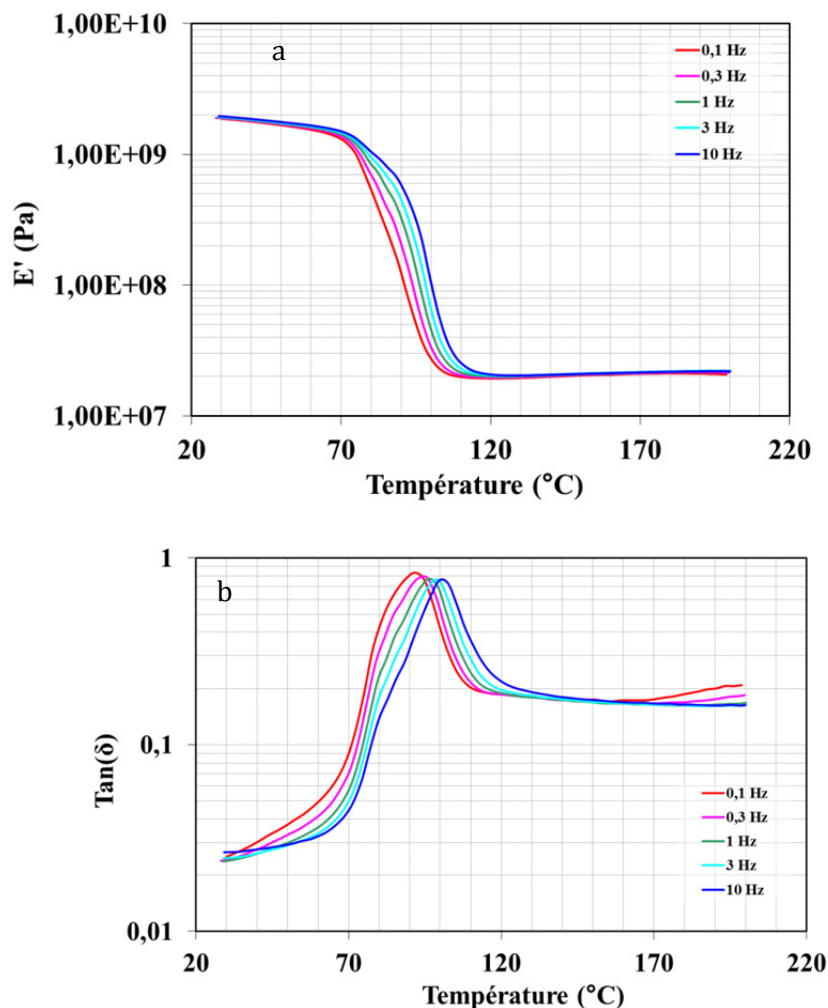 1,00E+10
a
0,1 Hz
0,3 Hz
1 Hz
3 Hz
10 Hz
1,00E+09
E' (Pa)
1,00E+08
1,00E+07
20 70 120 170 220
Température (°C)
1
b
Tan(δ)
0,1
0,1 Hz
0,3 Hz
1 Hz
3 Hz
10 Hz
0,01
20 70 120 170 220
Température (°C)